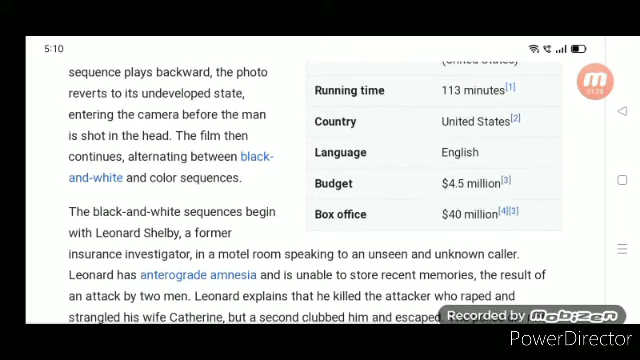 5:10
01:26
(United States)
sequence plays backward, the photo
reverts to its undeveloped state,
entering the camera before the man
is shot in the head. The film then
continues, alternating between black-
and-white and color sequences.
Running time 113 minutes[1]
Country United States[2]
Language English
Budget $4.5 million[3]
Box office $40 million[4][3]
The black-and-white sequences begin
with Leonard Shelby, a former
insurance investigator, in a motel room speaking to an unseen and unknown caller.
Leonard has anterograde amnesia and is unable to store recent memories, the result of
an attack by two men. Leonard explains that he killed the attacker who raped and
strangled his wife Catherine, but a second clubbed him and escaped.
Recorded by Mobizen
PowerDirector